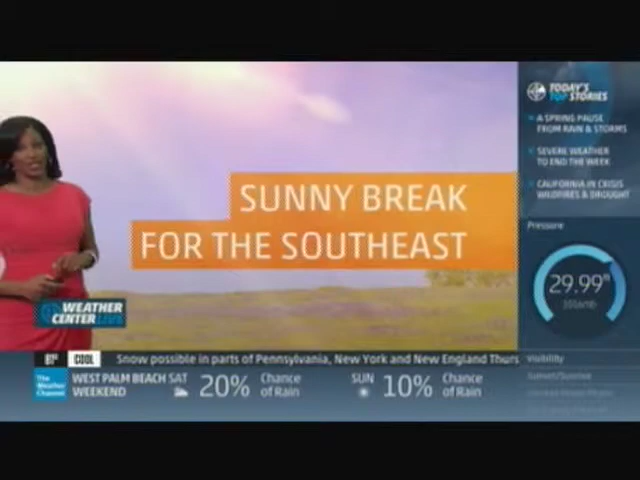 TODAY'S
TOP STORIES
A SPRING PAUSE
FROM RAIN & STORMS
SEVERE WEATHER
TO END THE WEEK
CALIFORNIA IN CRISIS
WILDFIRES & DROUGHT
SUNNY BREAK
FOR THE SOUTHEAST
Pressure
29.99
WEATHER
CENTER LIVE
COOL
Snow possible in parts of Pennsylvania, New York and New England Thurs
Visibility
Sunset/Sunrise
The
Weather
Channel
WEST PALM BEACH SAT 20% Chance of Rain SUN 10% Chance of Rain
WEEKEND